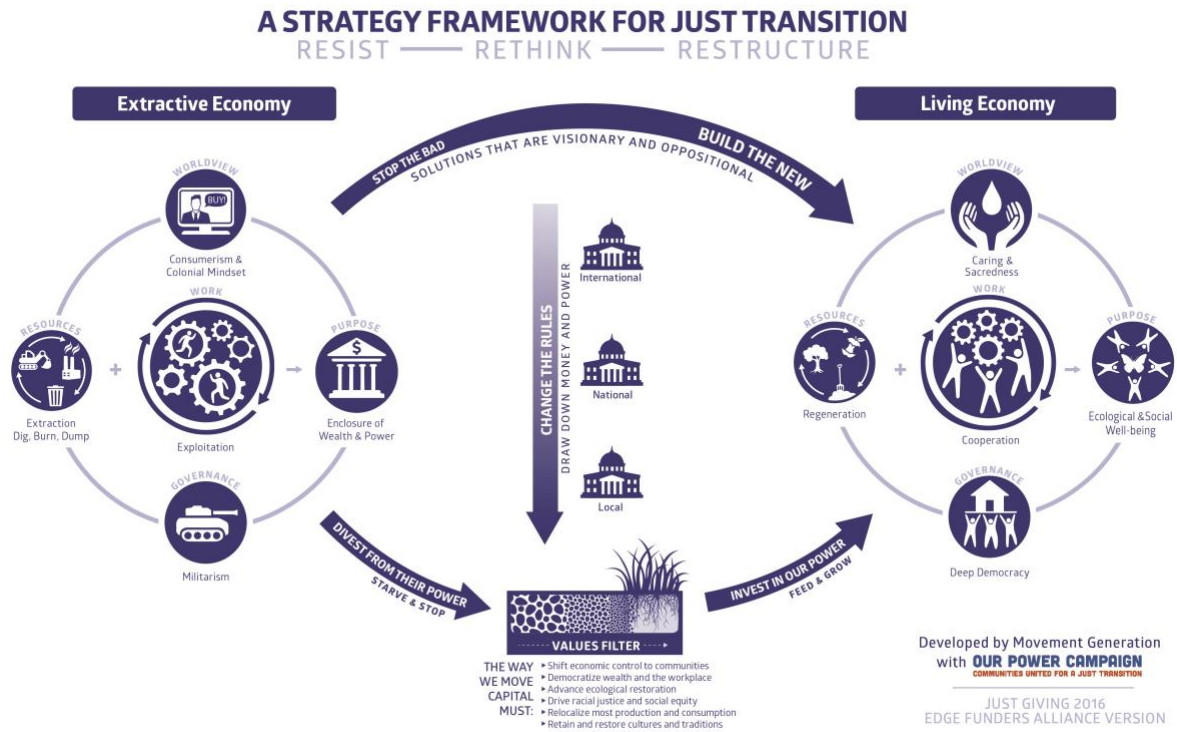 A STRATEGY FRAMEWORK FOR JUST TRANSITION
RESIST — RETHINK — RESTRUCTURE
Extractive Economy
WORLDVIEW
BUY!
Consumerism &
Colonial Mindset
RESOURCES
Extraction
Dig, Burn, Dump
+
WORK
Exploitation
PURPOSE
$
Enclosure of
Wealth & Power
GOVERNANCE
Militarism
STOP THE BAD
BUILD THE NEW
SOLUTIONS THAT ARE VISIONARY AND OPPOSITIONAL
CHANGE THE RULES
DRAW DOWN MONEY AND POWER
International
National
Local
DIVEST FROM THEIR POWER
STARVE & STOP
VALUES FILTER
INVEST IN OUR POWER
FEED & GROW
THE WAY
WE MOVE
CAPITAL
MUST:
Shift economic control to communities
Democratize wealth and the workplace
Advance ecological restoration
Drive racial justice and social equity
Relocalize most production and consumption
Retain and restore cultures and traditions
Living Economy
WORLDVIEW
Caring &
Sacredness
RESOURCES
Regeneration
+
WORK
Cooperation
PURPOSE
Ecological &Social
Well-being
GOVERNANCE
Deep Democracy
Developed by Movement Generation
with OUR POWER CAMPAIGN
COMMUNITIES UNITED FOR A JUST TRANSITION
JUST GIVING 2016
EDGE FUNDERS ALLIANCE VERSION